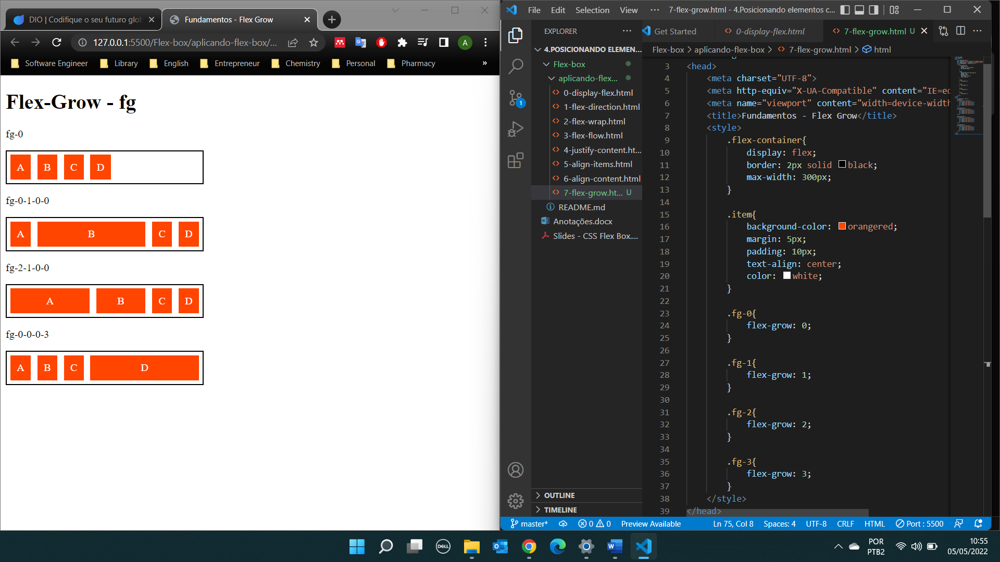 DIO | Codifique o seu futuro glob
Fundamentos - Flex Grow
127.0.0.1:5500/Flex-box/aplicando-flex-box/...
A
Software Engineer
Library
English
Entrepreneur
Chemistry
Personal
Pharmacy
»
Flex-Grow - fg
fg-0
A B C D
fg-0-1-0-0
A B C D
fg-2-1-0-0
A B C D
fg-0-0-0-3
A B C D
File Edit Selection View ··· 7-flex-grow.html - 4.Posicionando elementos c...
EXPLORER ···
4.POSICIONANDO ELEMEN...
Flex-box
aplicando-flex...
0-display-flex.html
1-flex-direction.html
2-flex-wrap.html
3-flex-flow.html
4-justify-content.ht...
5-align-items.html
6-align-content.html
7-flex-grow.ht... U
README.md
Anotações.docx
Slides - CSS Flex Box....
OUTLINE
TIMELINE
1
Get Started
0-display-flex.html
7-flex-grow.html U
Flex-box > aplicando-flex-box > 7-flex-grow.html > html
3 <head>
4 <meta charset="UTF-8">
5 <meta http-equiv="X-UA-Compatible" content="IE=ed
6 <meta name="viewport" content="width=device-width
7 <title>Fundamentos - Flex Grow</title>
8 <style>
9 .flex-container{
10 display: flex;
11 border: 2px solid black;
12 max-width: 300px;
13 }
14
15 .item{
16 background-color: orangered;
17 margin: 5px;
18 padding: 10px;
19 text-align: center;
20 color: white;
21 }
22
23 .fg-0{
24 flex-grow: 0;
25 }
26
27 .fg-1{
28 flex-grow: 1;
29 }
30
31 .fg-2{
32 flex-grow: 2;
33 }
34
35 .fg-3{
36 flex-grow: 3;
37 }
38 </style>
39 </head>
master* 0 0 Preview Available Ln 75, Col 8 Spaces: 4 UTF-8 CRLF HTML Port : 5500
DELL
POR
PTB2
10:55
05/05/2022